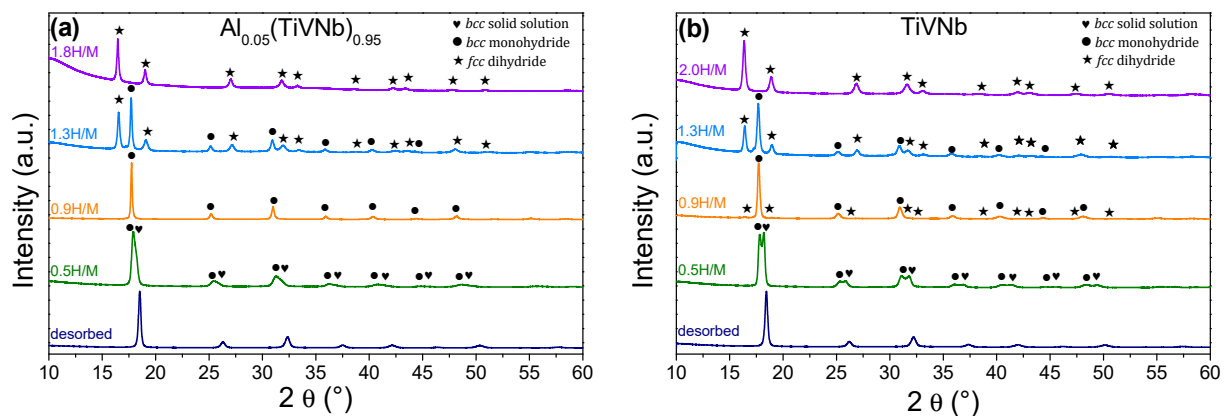 (a)
Al0.05(TiVNb)0.95
♥ bcc solid solution
● bcc monohydride
★ fcc dihydride
1.8H/M
1.3H/M
0.9H/M
0.5H/M
desorbed
Intensity (a.u.)
10 15 20 25 30 35 40 45 50 55 60
2 θ (°)
(b)
TiVNb
♥ bcc solid solution
● bcc monohydride
★ fcc dihydride
2.0H/M
1.3H/M
0.9H/M
0.5H/M
desorbed
Intensity (a.u.)
10 15 20 25 30 35 40 45 50 55 60
2 θ (°)